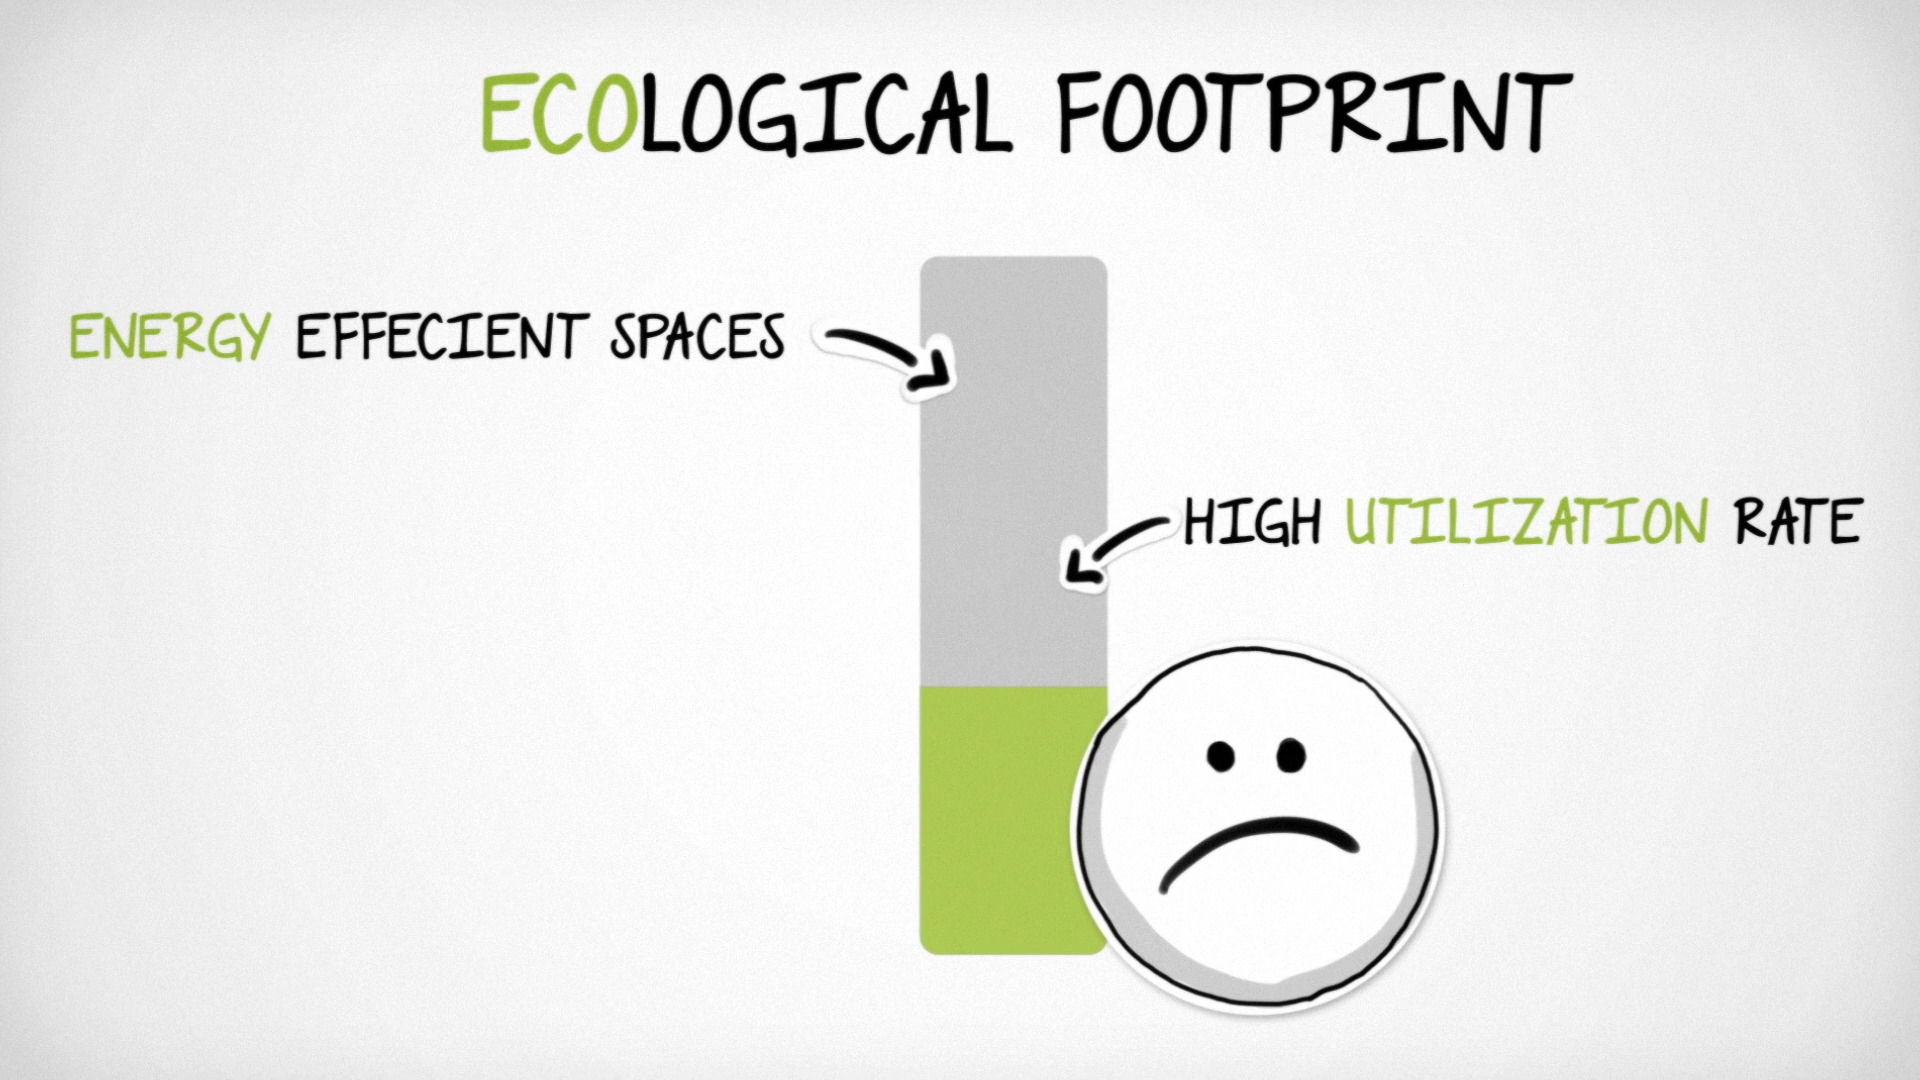 ECOLOGICAL FOOTPRINT
ENERGY EFFECIENT SPACES
HIGH UTILIZATION RATE